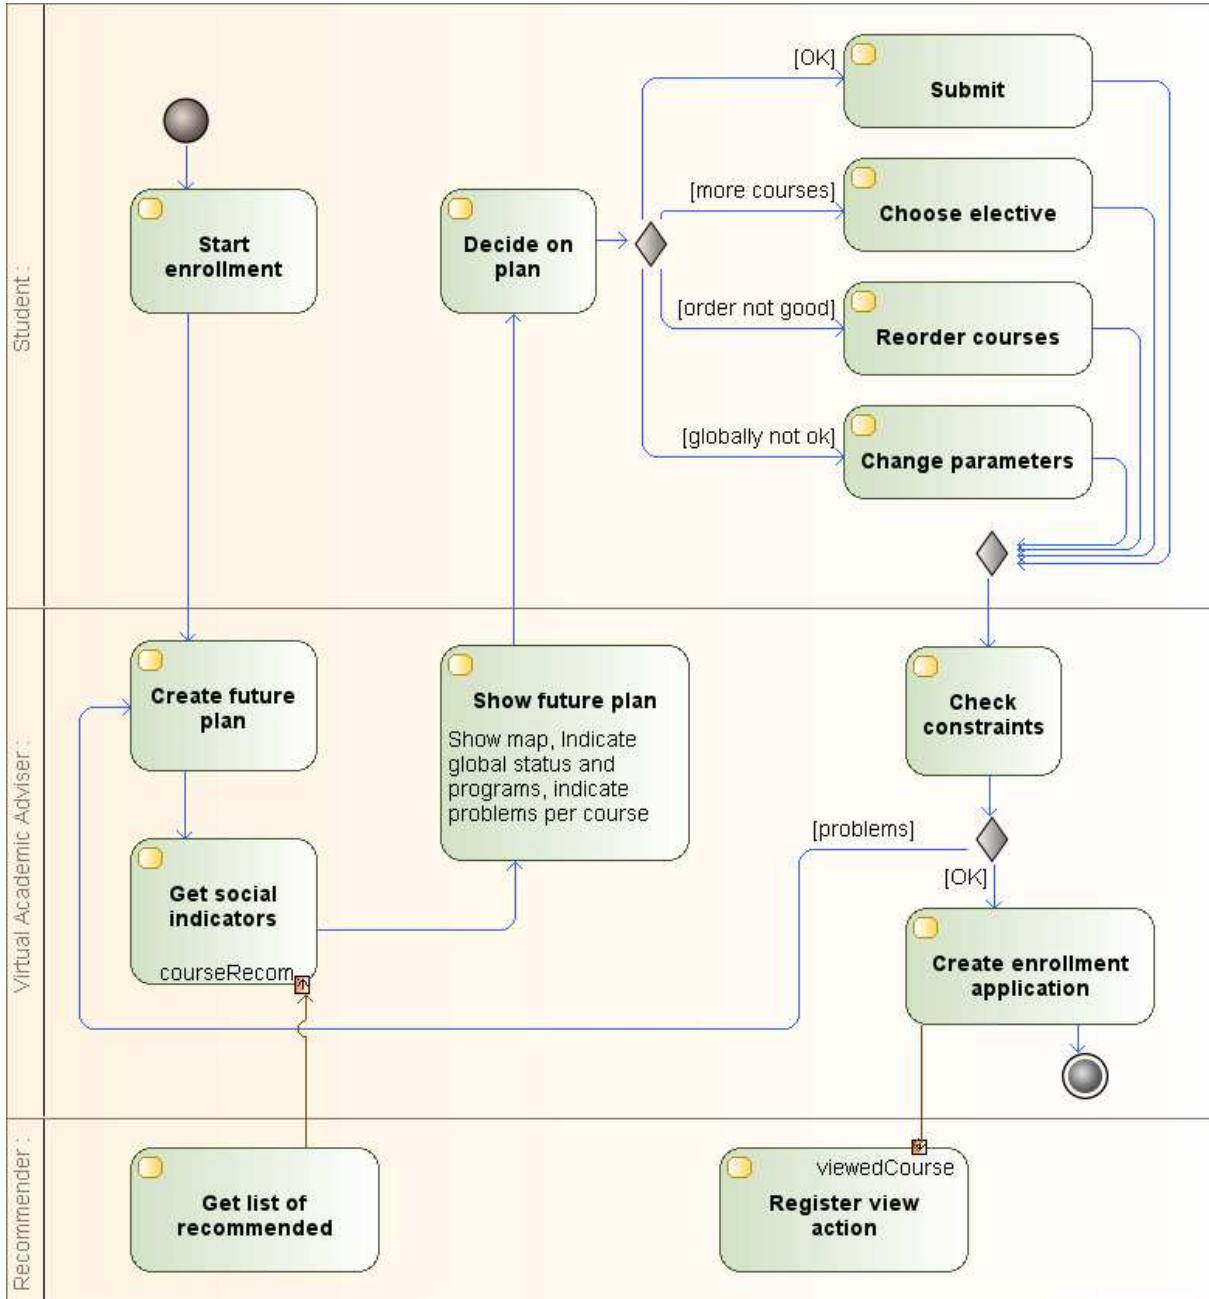 Student :
Start
enrollment
Decide on
plan
[OK]
Submit
[more courses]
Choose elective
[order not good]
Reorder courses
[globally not ok]
Change parameters
Virtual Academic Adviser :
Create future
plan
Get social
indicators
courseRecom
Show future plan
Show map, Indicate
global status and
programs, indicate
problems per course
Check
constraints
[problems]
[OK]
Create enrollment
application
Recommender :
Get list of
recommended
viewedCourse
Register view
action